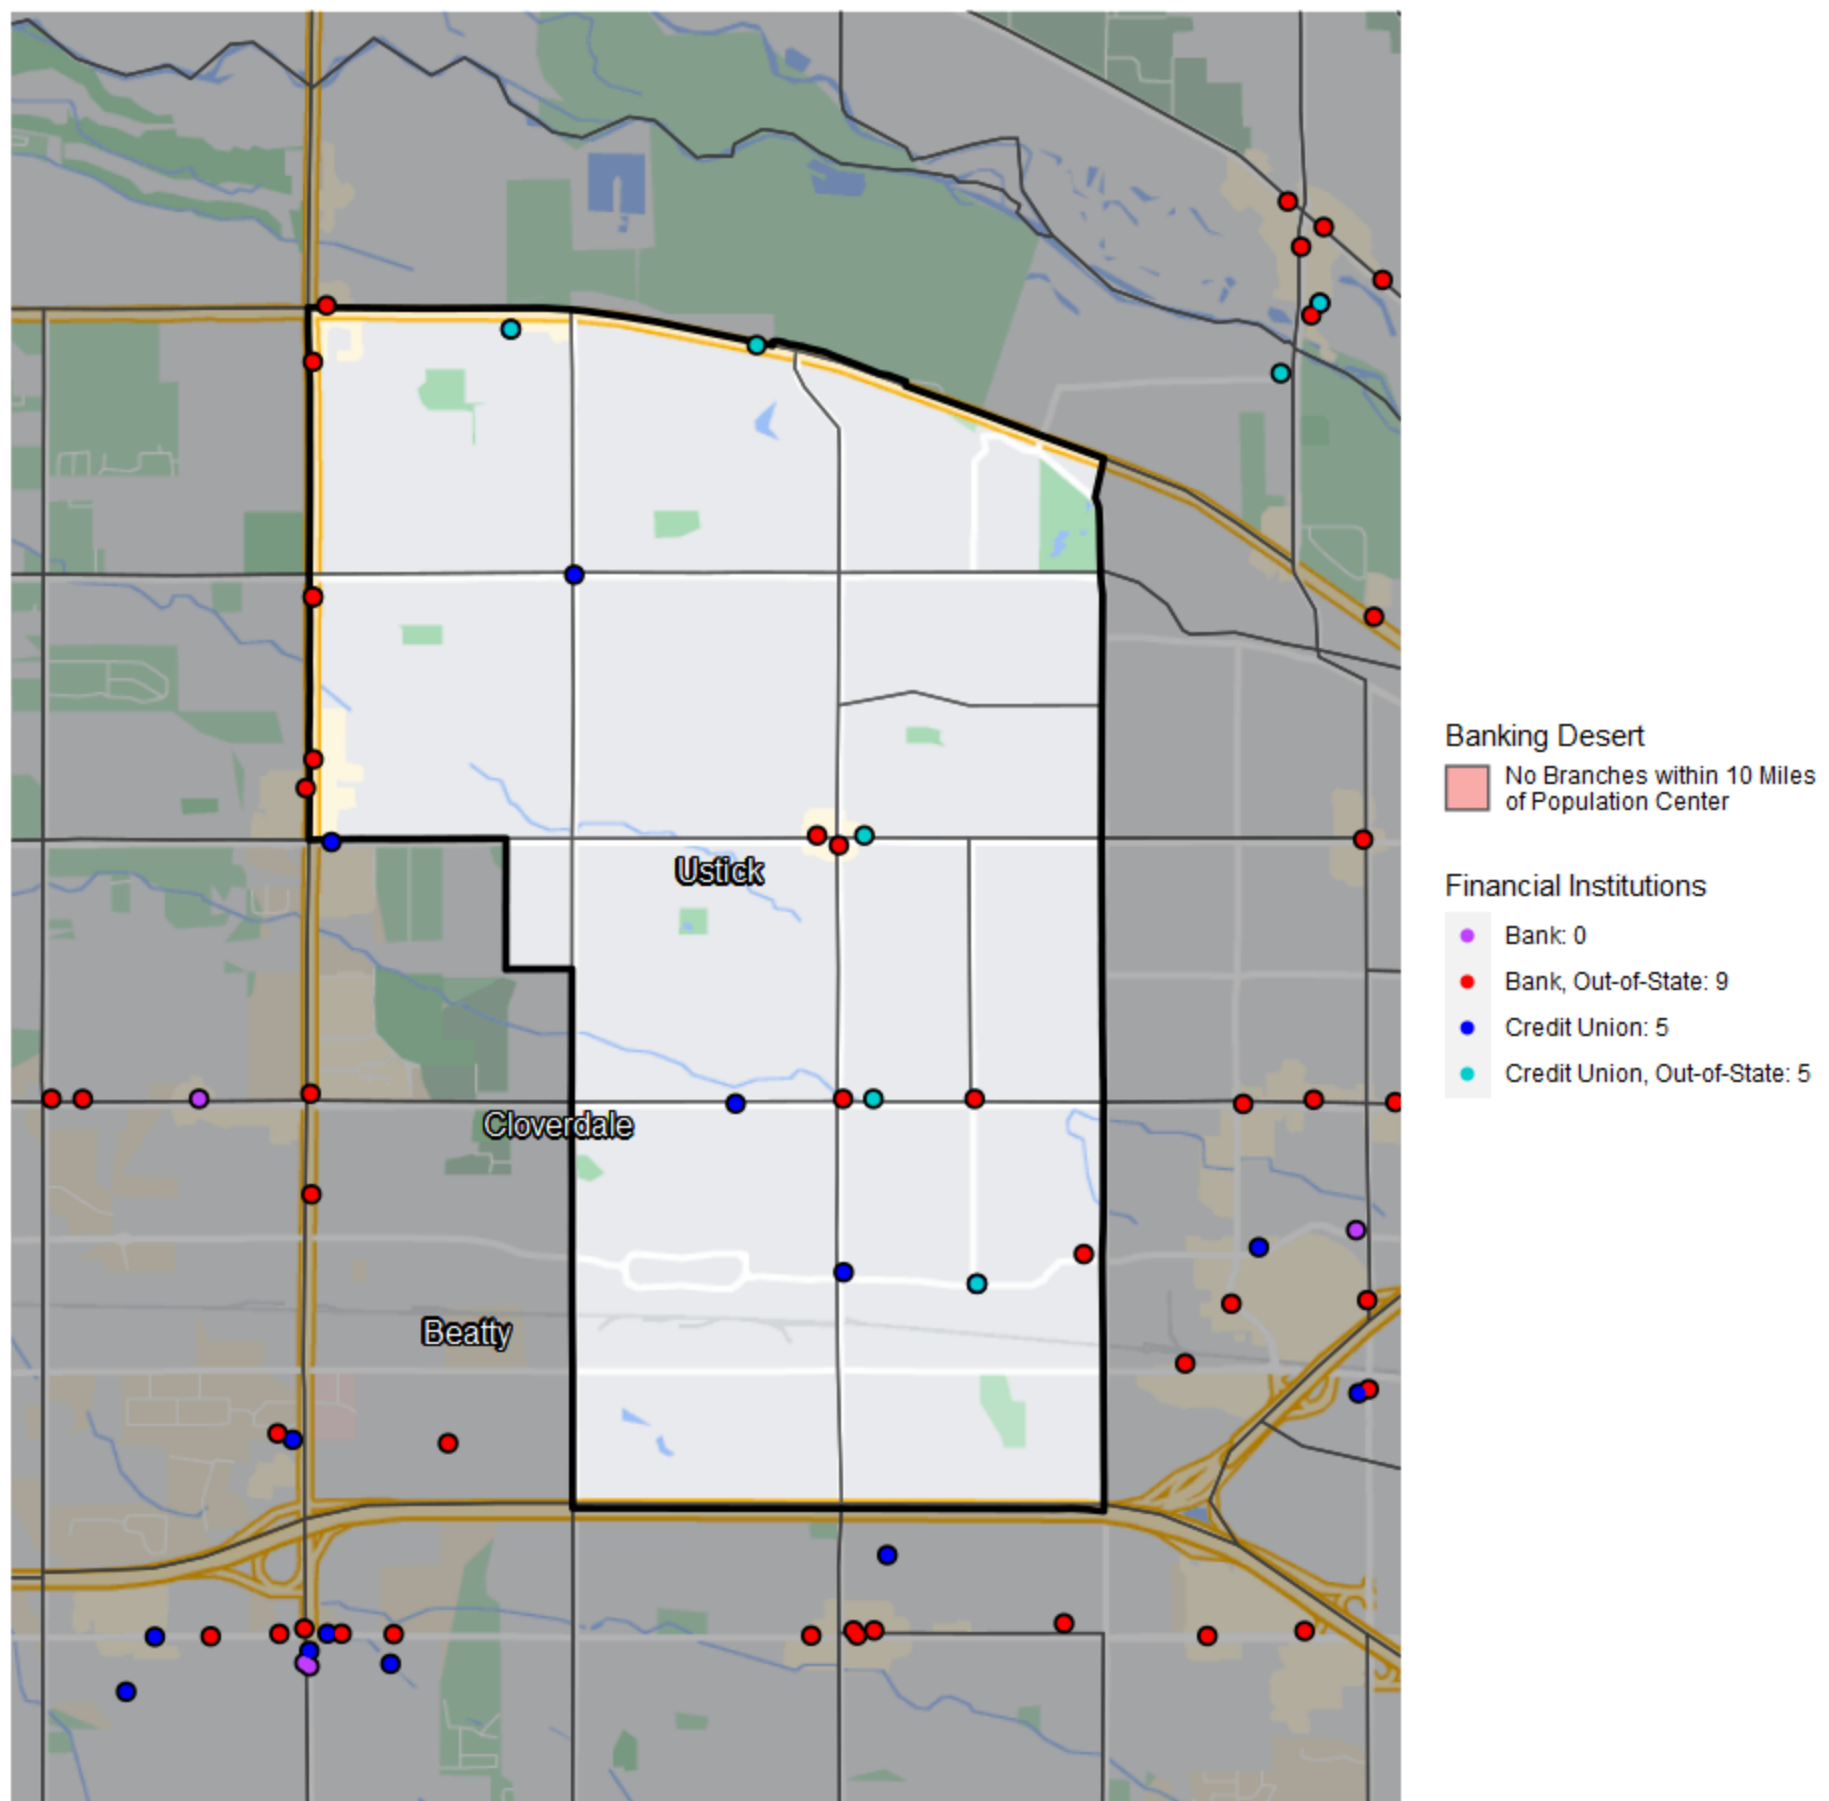 Ustick
Cloverdale
Beatty
Banking Desert
No Branches within 10 Miles
of Population Center
Financial Institutions
Bank: 0
Bank, Out-of-State: 9
Credit Union: 5
Credit Union, Out-of-State: 5